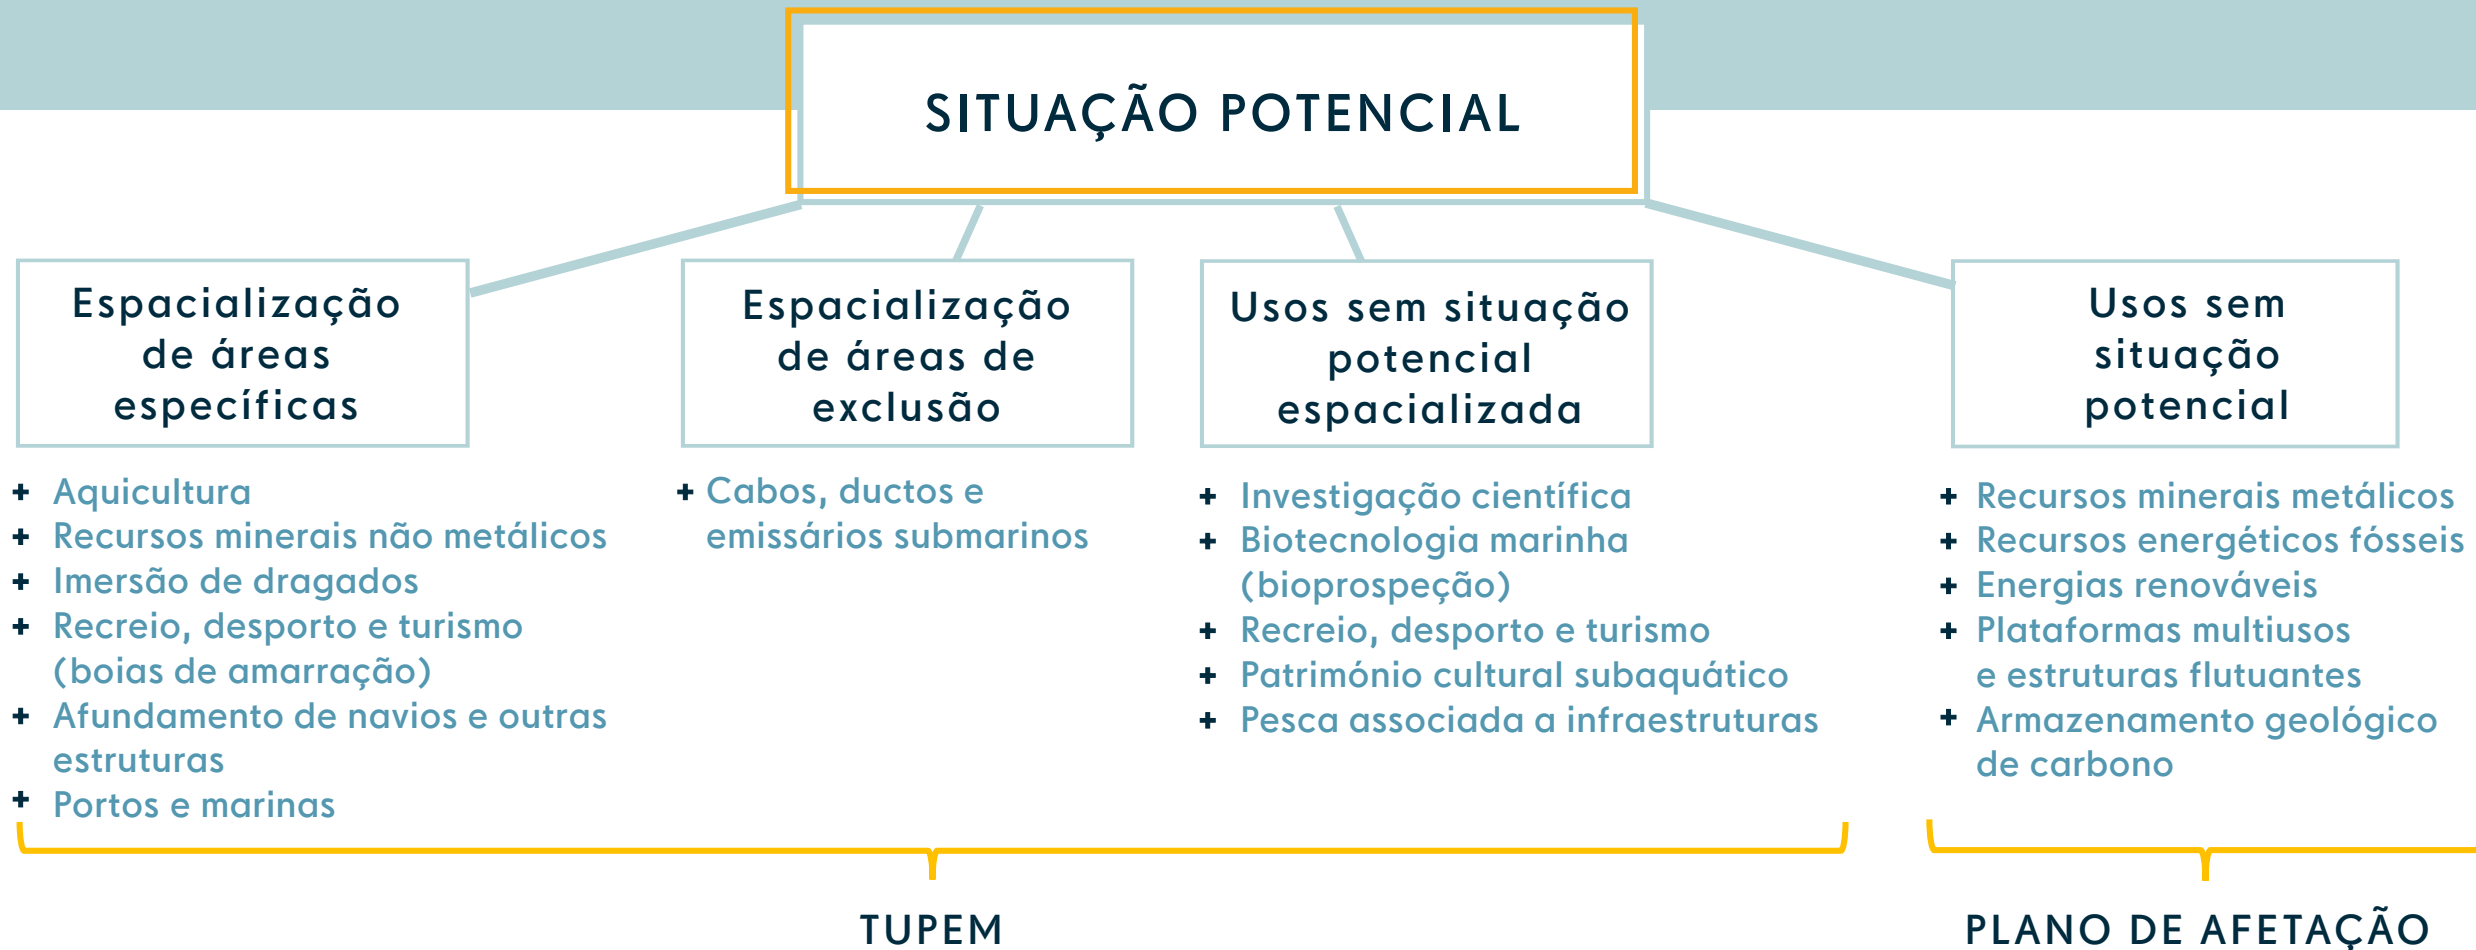 SITUAÇÃO POTENCIAL
Espacialização
de áreas
específicas
+ Aquicultura
+ Recursos minerais não metálicos
+ Imersão de dragados
+ Recreio, desporto e turismo
(boias de amarração)
+ Afundamento de navios e outras
estruturas
+ Portos e marinas
Espacialização
de áreas de
exclusão
+ Cabos, ductos e
emissários submarinos
Usos sem situação
potencial
espacializada
+ Investigação científica
+ Biotecnologia marinha
(bioprospeção)
+ Recreio, desporto e turismo
+ Património cultural subaquático
+ Pesca associada a infraestruturas
Usos sem
situação
potencial
+ Recursos minerais metálicos
+ Recursos energéticos fósseis
+ Energias renováveis
+ Plataformas multiusos
e estruturas flutuantes
+ Armazenamento geológico
de carbono
TUPEM
PLANO DE AFETAÇÃO